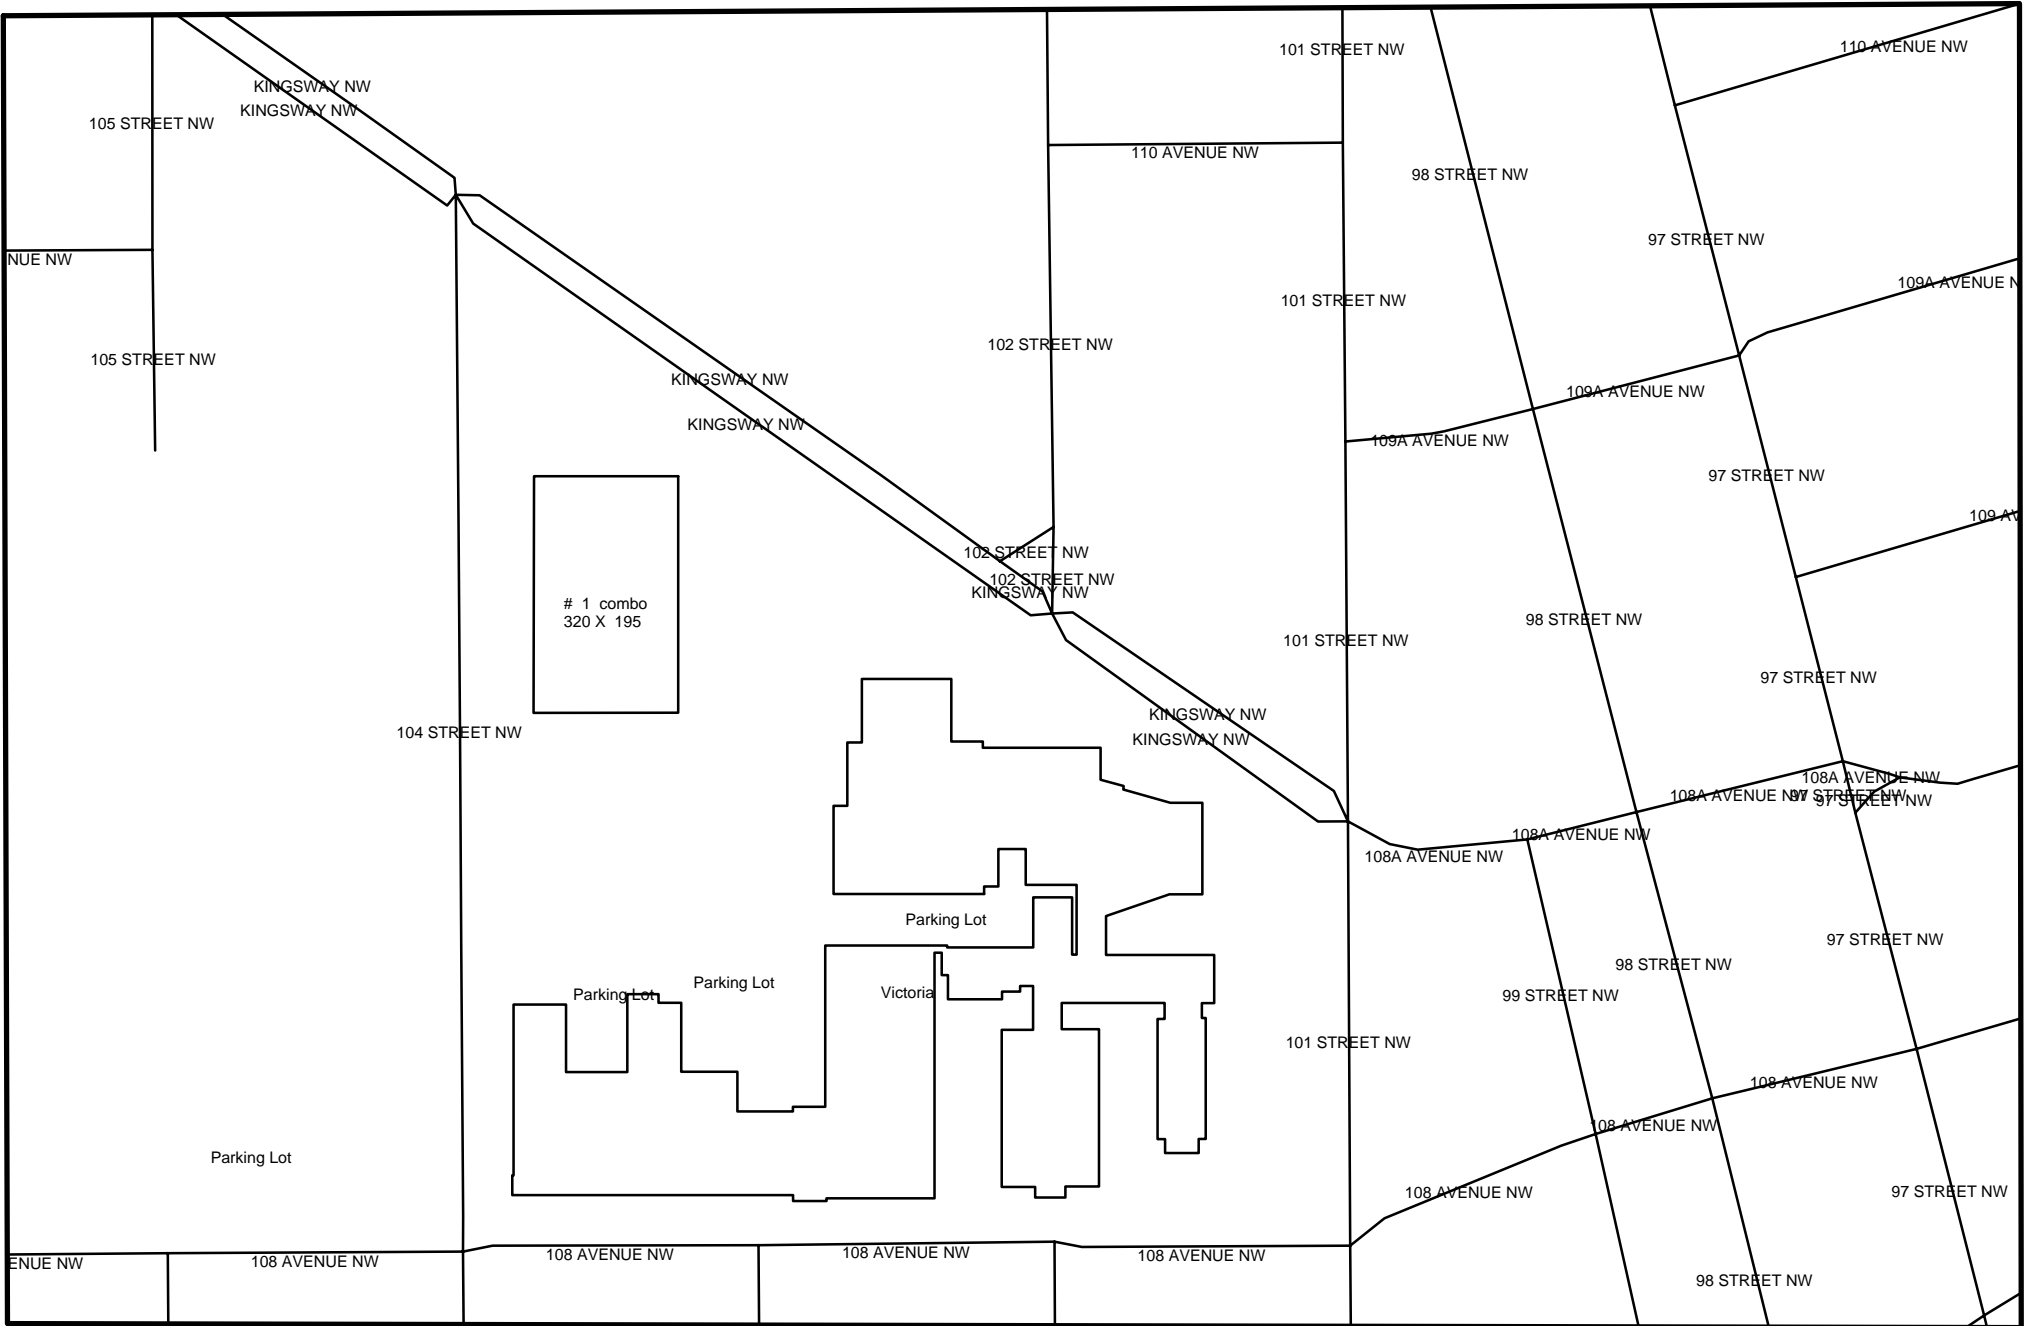 101 STREET NW
110 AVENUE NW
KINGSWAY NW
KINGSWAY NW
105 STREET NW
110 AVENUE NW
98 STREET NW
97 STREET NW
NUE NW
109A AVENUE N
101 STREET NW
102 STREET NW
105 STREET NW
KINGSWAY NW
109A AVENUE NW
KINGSWAY NW
109A AVENUE NW
97 STREET NW
109 AV
102 STREET NW
102 STREET NW
KINGSWAY NW
# 1 combo
320 X 195
98 STREET NW
101 STREET NW
97 STREET NW
KINGSWAY NW
104 STREET NW
KINGSWAY NW
108A AVENUE NW
108A AVENUE NW
97 STREET NW
97 STREET NW
108A AVENUE NW
108A AVENUE NW
Parking Lot
97 STREET NW
98 STREET NW
Parking Lot
Victoria
Parking Lot
99 STREET NW
101 STREET NW
108 AVENUE NW
108 AVENUE NW
Parking Lot
108 AVENUE NW
97 STREET NW
108 AVENUE NW
108 AVENUE NW
108 AVENUE NW
108 AVENUE NW
ENUE NW
98 STREET NW